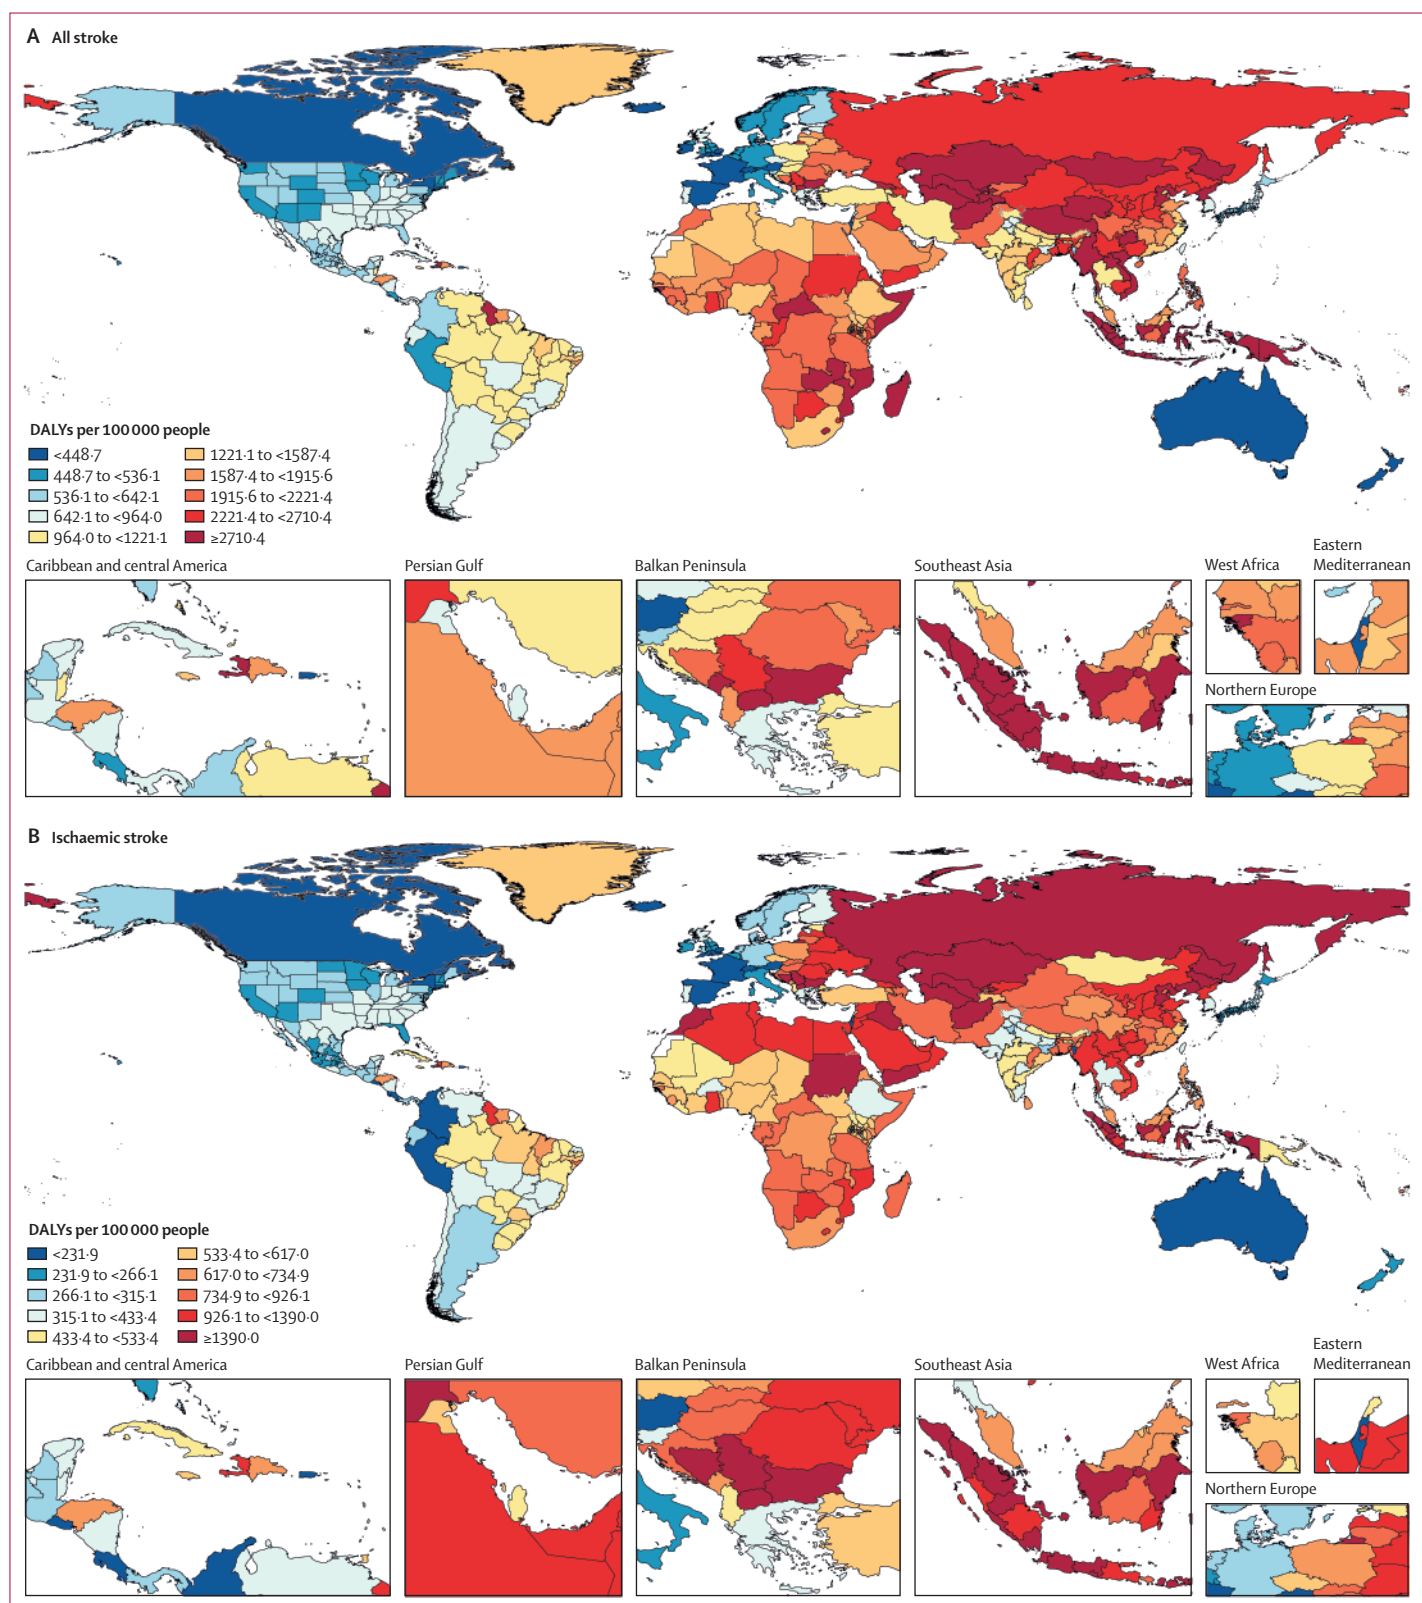 A All stroke
DALYs per 100 000 people
<448·7
448·7 to <536·1
536·1 to <642·1
642·1 to <964·0
964·0 to <1221·1
1221·1 to <1587·4
1587·4 to <1915·6
1915·6 to <2221·4
2221·4 to <2710·4
≥2710·4
Caribbean and central America
Persian Gulf
Balkan Peninsula
Southeast Asia
West Africa
Eastern
Mediterranean
Northern Europe
B Ischaemic stroke
DALYs per 100 000 people
<231·9
231·9 to <266·1
266·1 to <315·1
315·1 to <433·4
433·4 to <533·4
533·4 to <617·0
617·0 to <734·9
734·9 to <926·1
926·1 to <1390·0
≥1390·0
Caribbean and central America
Persian Gulf
Balkan Peninsula
Southeast Asia
West Africa
Eastern
Mediterranean
Northern Europe